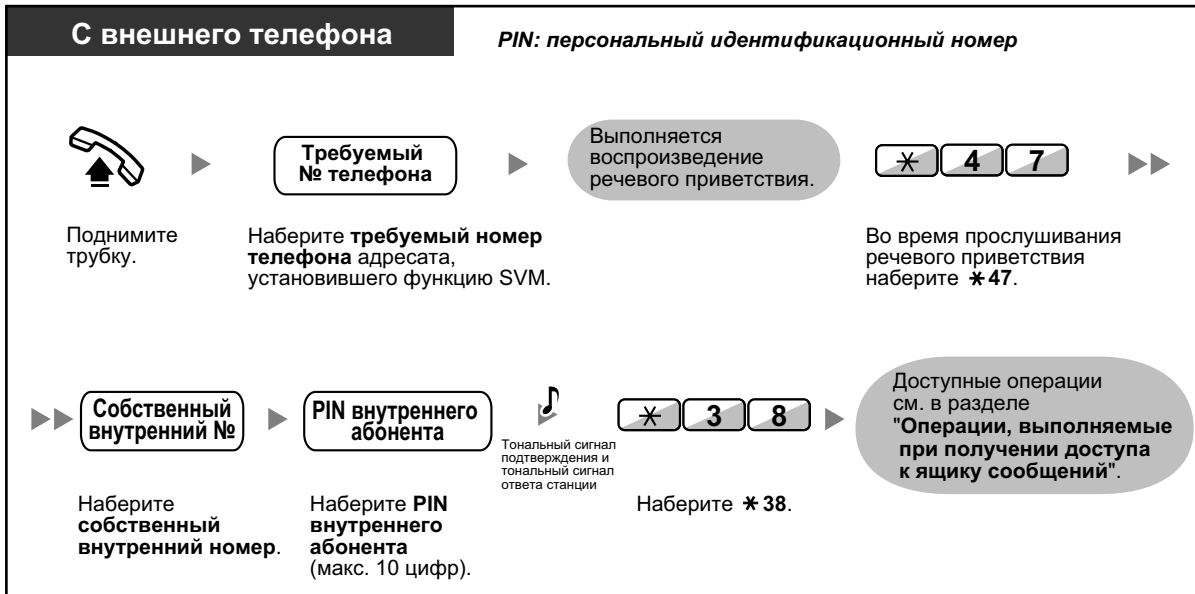 С внешнего телефона
PIN: персональный идентификационный номер
Требуемый
№ телефона
Выполняется
воспроизведение
речевого приветствия.
* 4 7
Поднимите
трубку.
Наберите требуемый номер
телефона адресата,
установившего функцию SVM.
Во время прослушивания
речевого приветствия
наберите *47.
Собственный
внутренний №
PIN внутреннего
абонента
Тональный сигнал
подтверждения и
тональный сигнал
ответа станции
* 3 8
Доступные операции
см. в разделе
"Операции, выполняемые
при получении доступа
к ящику сообщений".
Наберите
собственный
внутренний номер.
Наберите PIN
внутреннего
абонента
(макс. 10 цифр).
Наберите *38.